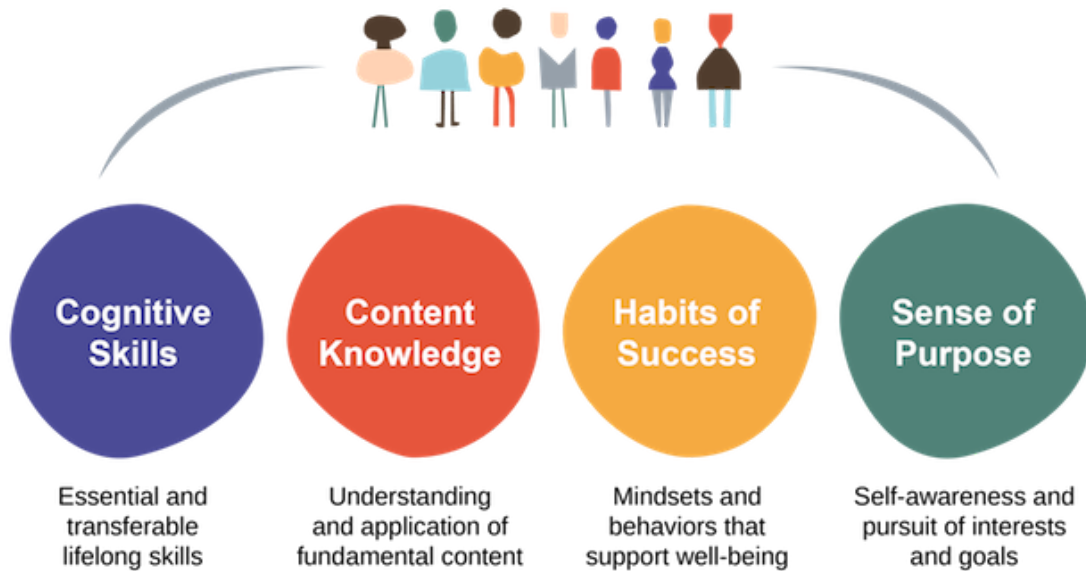 Cognitive
Skills
Content
Knowledge
Habits of
Success
Sense of
Purpose
Essential and
transferable
lifelong skills
Understanding
and application of
fundamental content
Mindsets and
behaviors that
support well-being
Self-awareness and
pursuit of interests
and goals